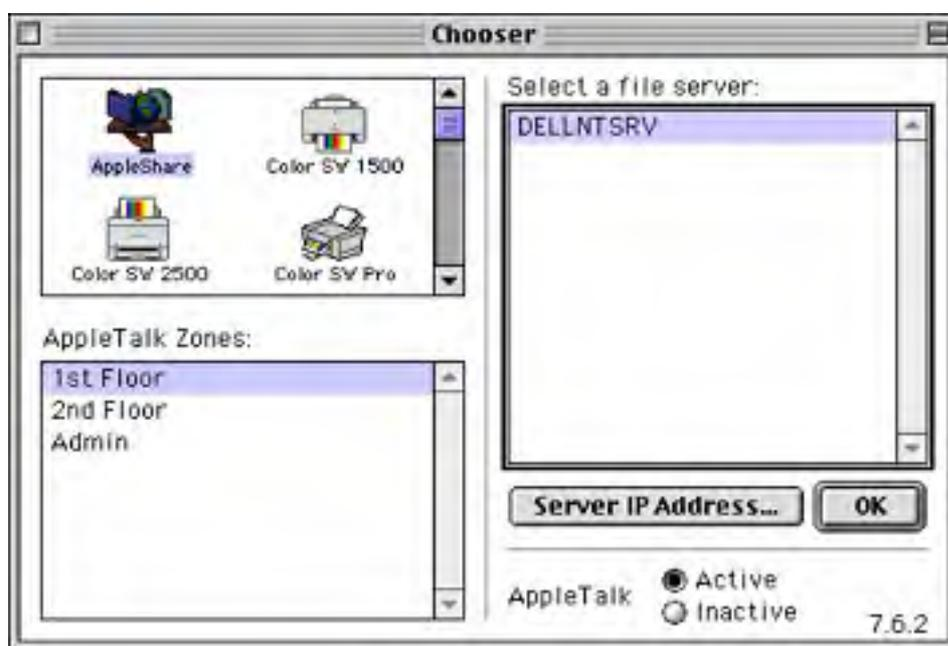 Chooser
AppleShare
Color SW 1500
Color SW 2500
Color SW Pro
AppleTalk Zones:
1st Floor
2nd Floor
Admin
Select a file server:
DELLNTSRV
Server IP Address...
OK
AppleTalk
Active
Inactive
7.6.2